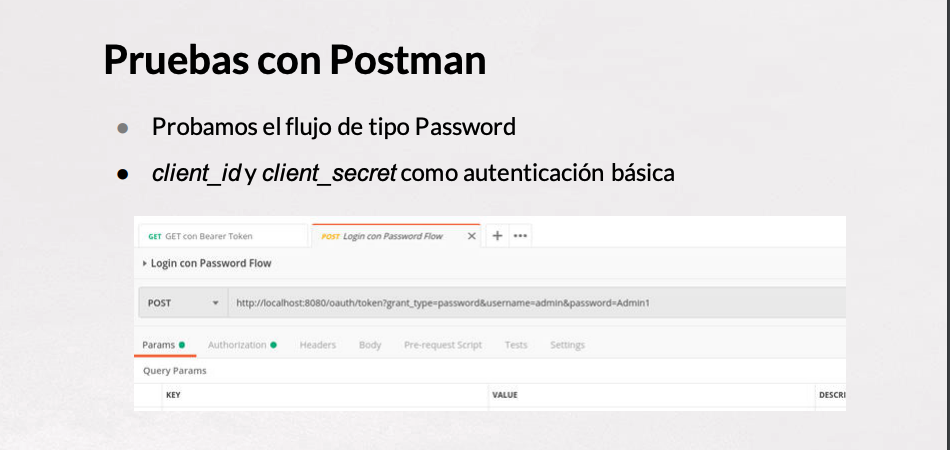 Pruebas con Postman
Probamos el flujo de tipo Password
client_id y client_secret como autenticación básica
GET GET con Bearer Token
POST Login con Password Flow
Login con Password Flow
POST http://localhost:8080/oauth/token?grant_type=password&username=admin&password=Admin1
Params Authorization Headers Body Pre-request Script Tests Settings
Query Params
KEY VALUE DESCRI